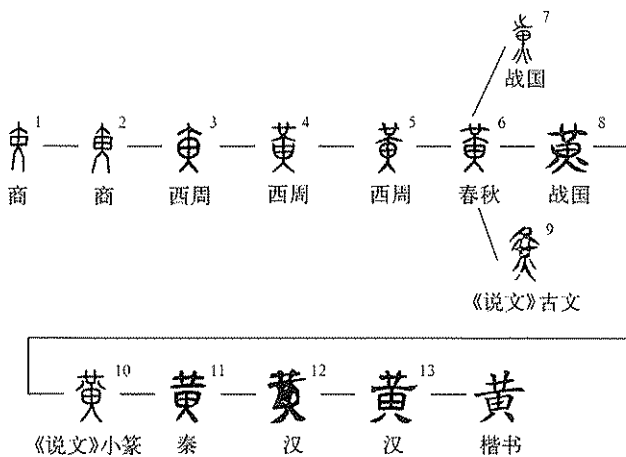 7
战国
1 2 3 4 5 6 8
商 商 西周 西周 西周 春秋 战国
9
《说文》古文
10 11 12 13 黄
《说文》小篆 秦 汉 汉 楷书